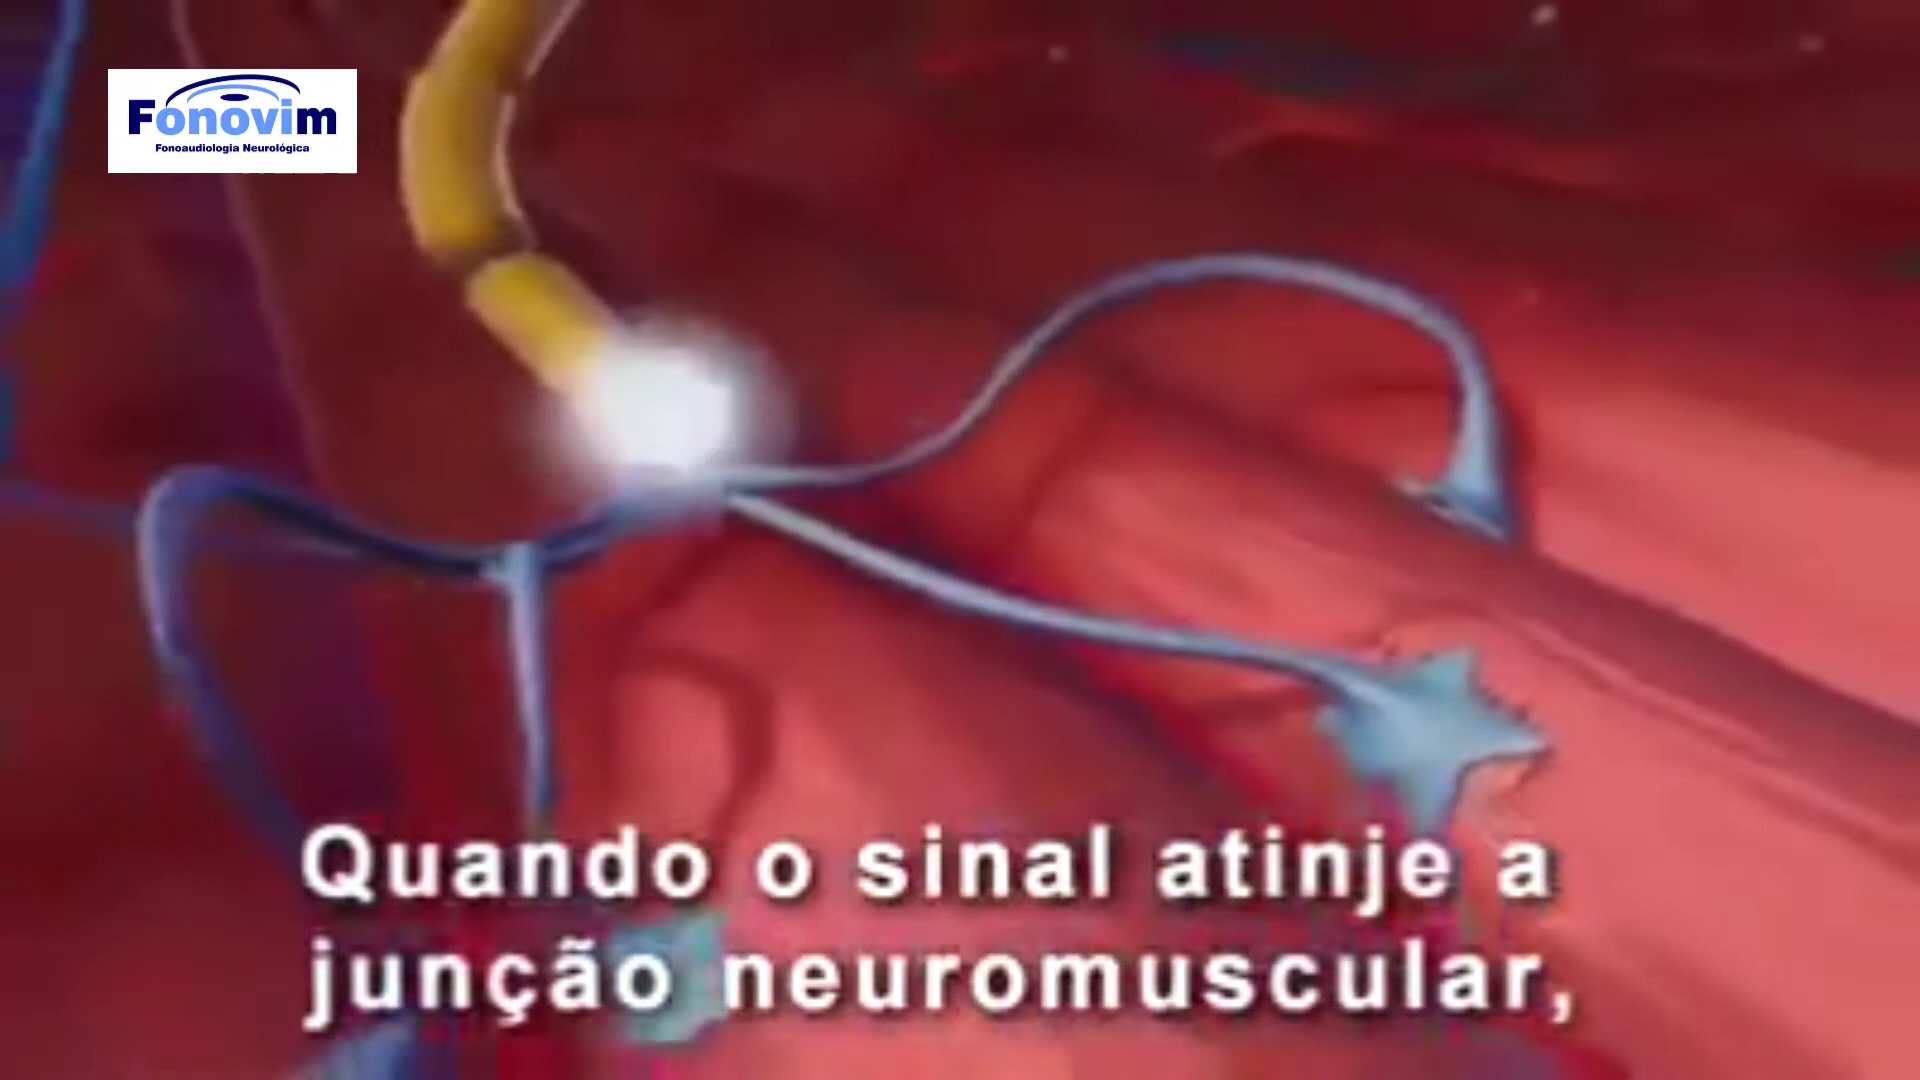 Fonovim
Fonoaudiologia Neurológica
Quando o sinal atinje a
junção neuromuscular,